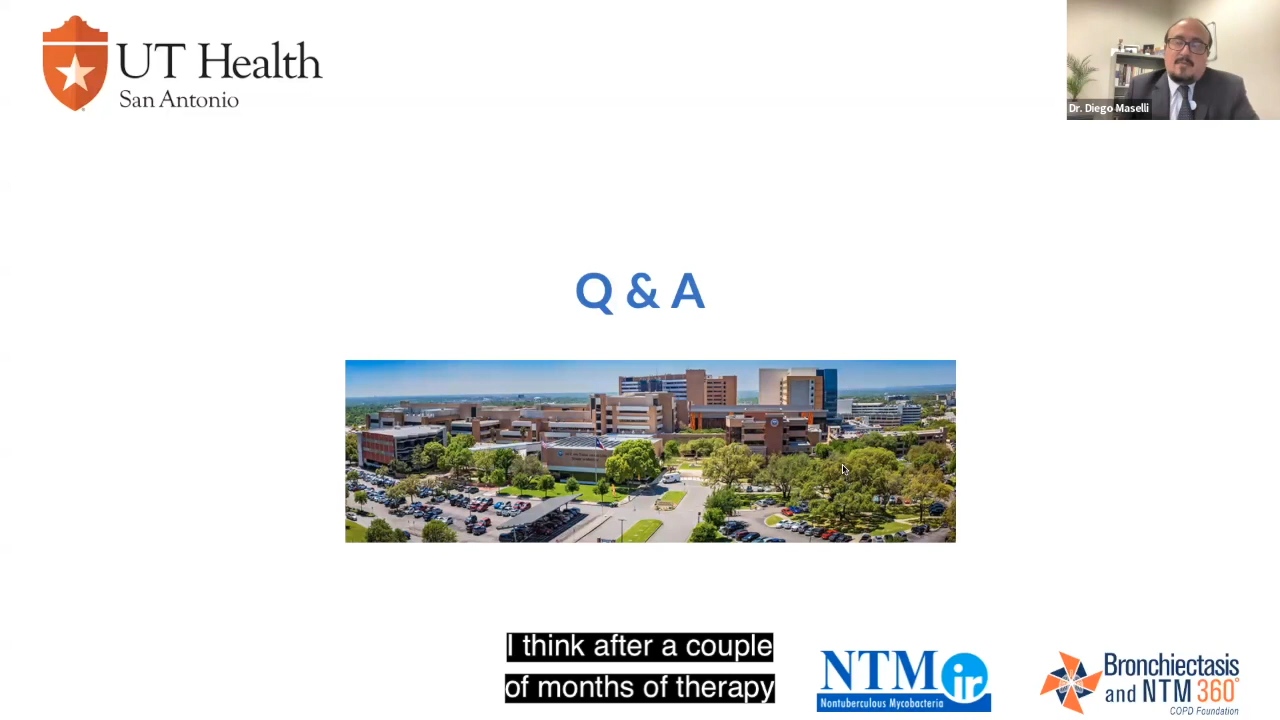 UT Health
San Antonio
Dr. Diego Maselli
Q & A
I think after a couple
of months of therapy
NTMir
Nontuberculous Mycobacteria
Bronchiectasis
and NTM 360°
COPD Foundation